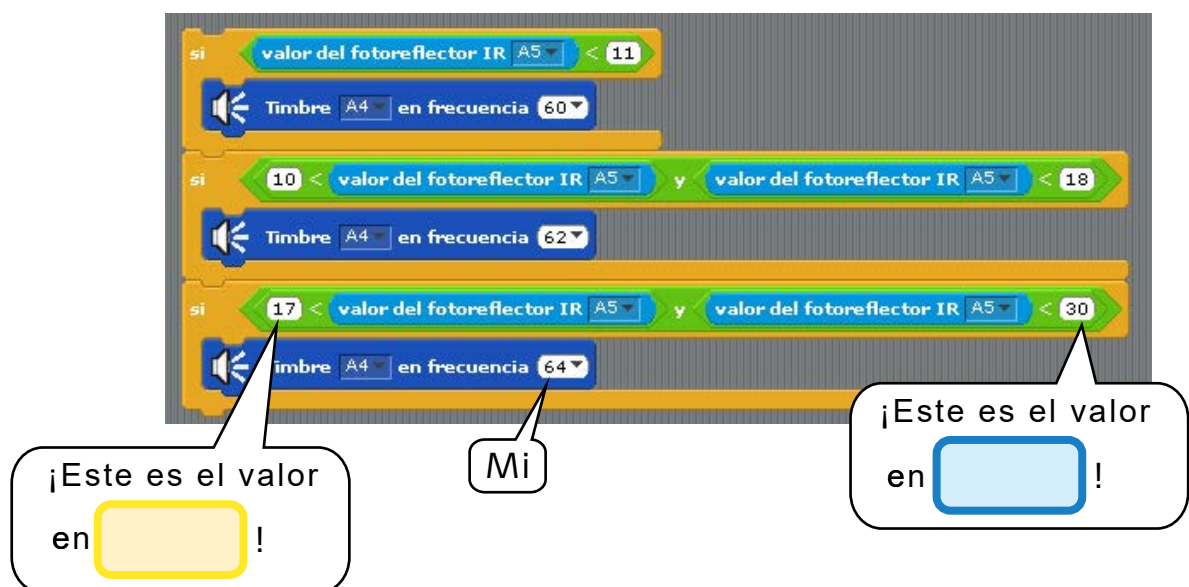 si valor del fotoreflector IR A5 < 11
Timbre A4 en frecuencia 60
si 10 < valor del fotoreflector IR A5 y valor del fotoreflector IR A5 < 18
Timbre A4 en frecuencia 62
si 17 < valor del fotoreflector IR A5 y valor del fotoreflector IR A5 < 30
Timbre A4 en frecuencia 64
¡Este es el valor
en !
Mi
¡Este es el valor
en !